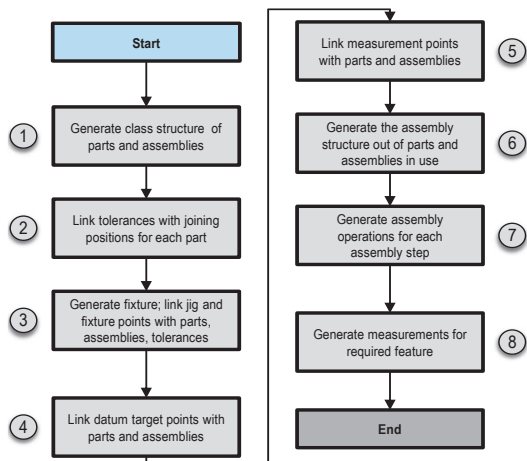 Start
1
Generate class structure of
parts and assemblies
2
Link tolerances with joining
positions for each part
3
Generate fixture; link jig and
fixture points with parts,
assemblies, tolerances
4
Link datum target points with
parts and assemblies
Link measurement points
with parts and assemblies
5
Generate the assembly
structure out of parts and
assemblies in use
6
Generate assembly
operations for each
assembly step
7
Generate measurements for
required feature
8
End